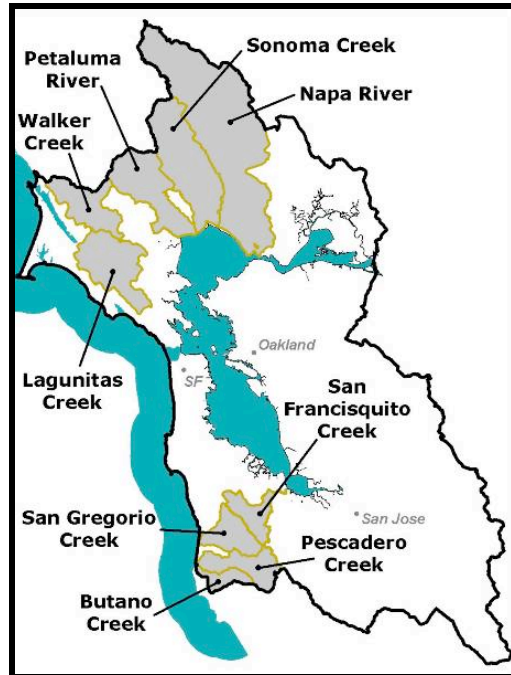 Sonoma Creek
Petaluma
River
Napa River
Walker
Creek
Oakland
SF
Lagunitas
Creek
San
Francisquito
Creek
San Gregorio
Creek
San Jose
Pescadero
Creek
Butano
Creek